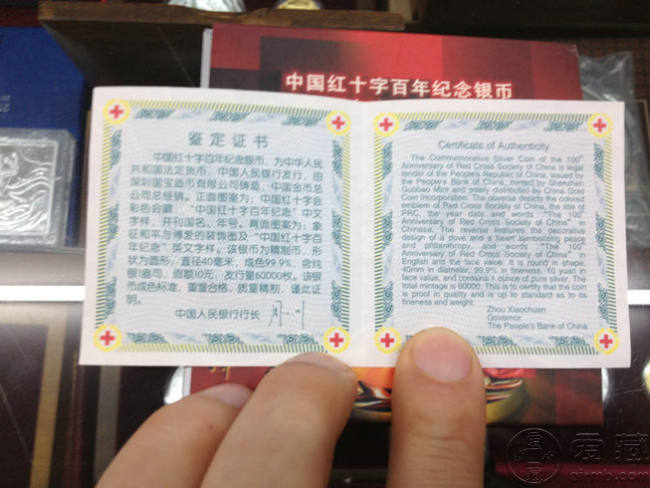 中国红十字百年纪念银币
鉴定证书
中国红十字百年纪念银币，为中华人民
共和国法定货币，中国人民银行发行，由
深圳国宝造币有限公司铸造，中国金币总
公司总经销。正面图案为：中国红十字会
彩色会徽，“中国红十字百年纪念”中文
字样，并刊国名、年号。背面图案为：象
征和平与博爱的装饰图及“中国红十字百
年纪念”英文字样。该银币为精制币，形
状为圆形，直径40毫米，成色99.9%，含纯
银1盎司，面额10元，发行量60000枚。该银
币成色标准，重量合格，质量精制，谨此证
明。
中国人民银行行长
Certificate of Authenticity
The Commemorative Silver Coin of the 100th
Anniversary of Red Cross Society of China is legal
tender of the People's Republic of China, issued
by the People's Bank of China, minted by Shenzhen
Guobao Mint and solely distributed by China Gold
Coin Incorporation. The obverse depicts the colored
emblem of Red Cross Society of China, the title of
PRC, the year date and words "The 100th
Anniversary of Red Cross Society of China" in
Chinese. The reverse features the decorative
design of a dove and a heart symbolizing peace
and philanthropy, and words "The 100th
Anniversary of Red Cross Society of China" in
English and the face value. It is round in shape,
40mm in diameter, 99.9% in fineness, 10 yuan in
face value, and contains 1 ounce of pure silver. The
total mintage is 60000. This is to certify that the coin
is proof in quality and is up to standard as to its
fineness and weight.
Zhou Xiaochuan
Governor
The People's Bank of China
爱藏
airmb.com